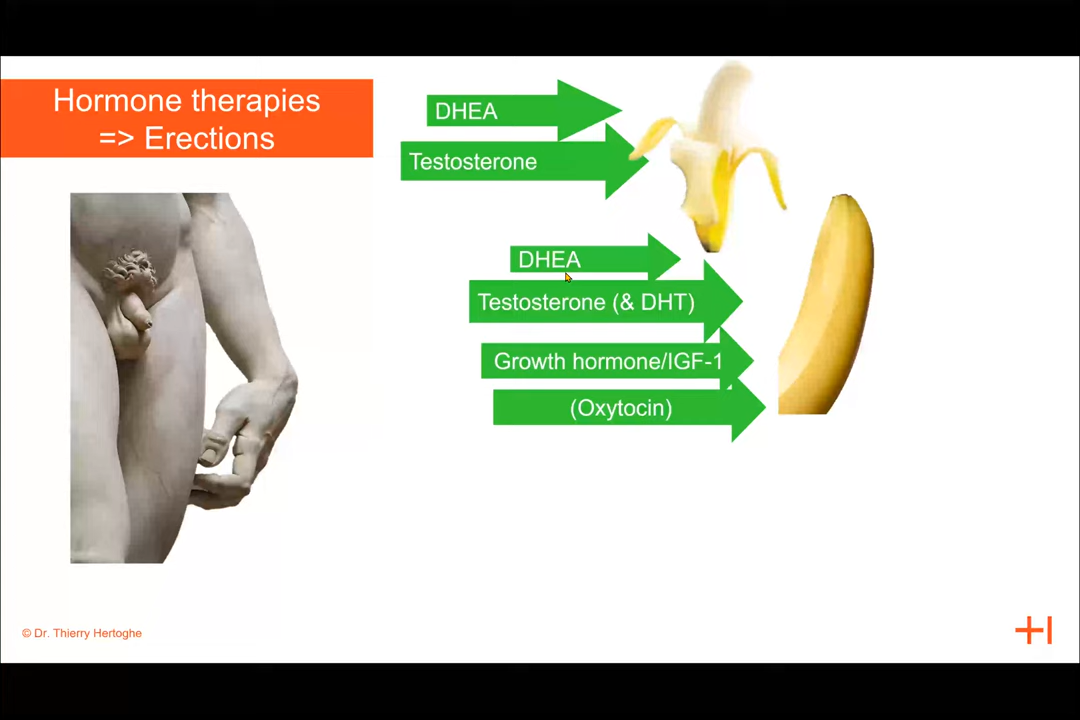 Hormone therapies
=> Erections
DHEA
Testosterone
DHEA
Testosterone (& DHT)
Growth hormone/IGF-1
(Oxytocin)
© Dr. Thierry Hertoghe